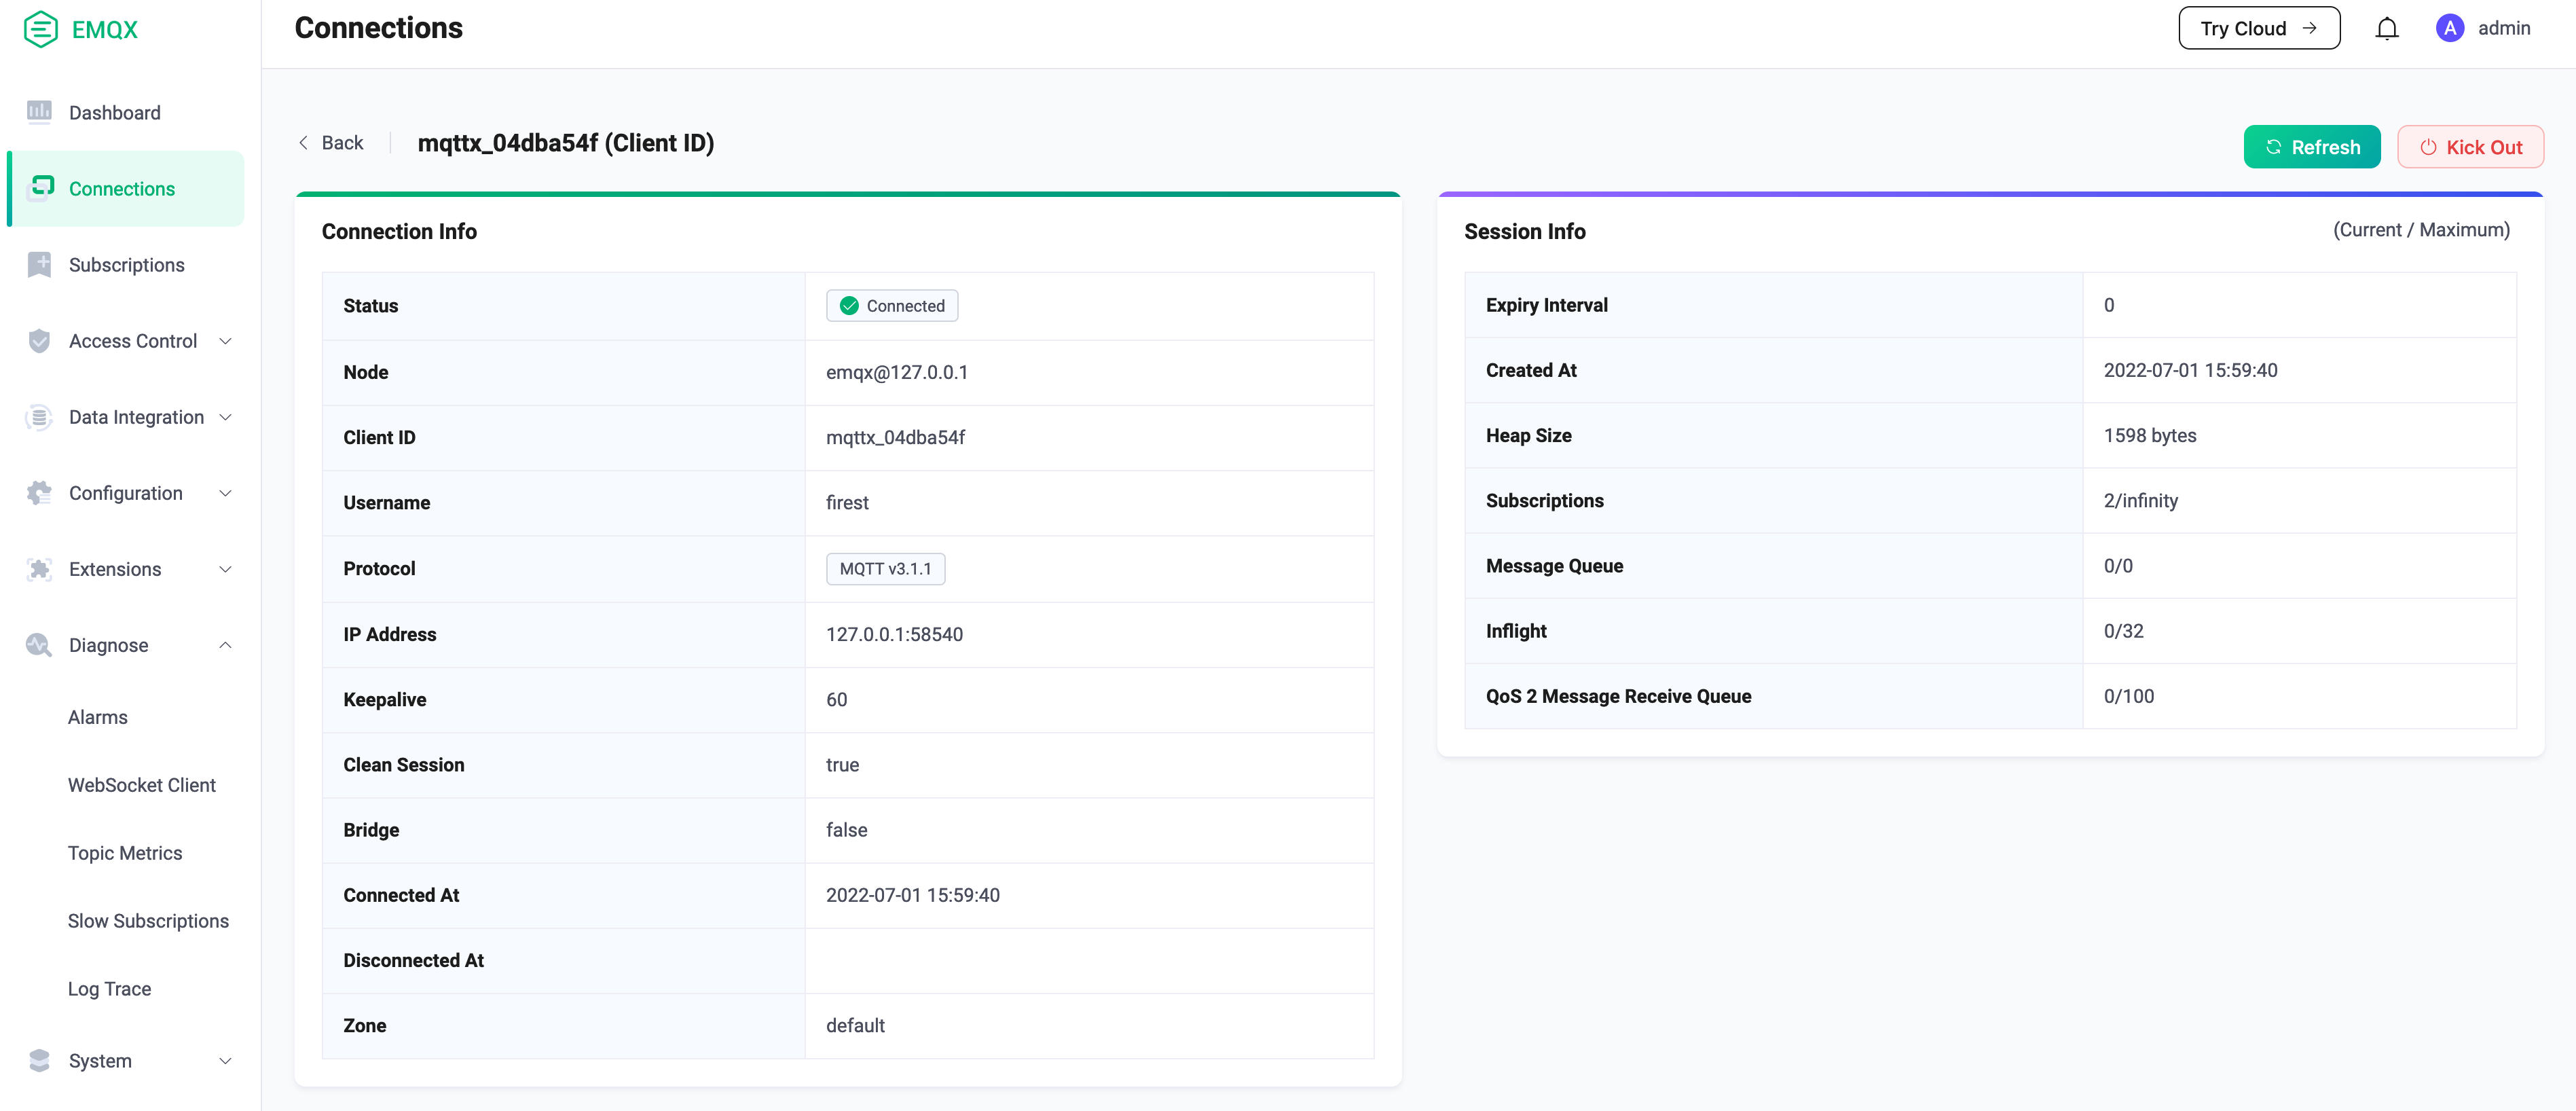 EMQX
Connections
Try Cloud
A
admin
Dashboard
Connections
Subscriptions
Access Control
Data Integration
Configuration
Extensions
Diagnose
Alarms
WebSocket Client
Topic Metrics
Slow Subscriptions
Log Trace
System
Back
mqttx_04dba54f (Client ID)
Refresh
Kick Out
Connection Info
Status Connected
Node emqx@127.0.0.1
Client ID mqttx_04dba54f
Username firest
Protocol MQTT v3.1.1
IP Address 127.0.0.1:58540
Keepalive 60
Clean Session true
Bridge false
Connected At 2022-07-01 15:59:40
Disconnected At
Zone default
Session Info (Current / Maximum)
Expiry Interval 0
Created At 2022-07-01 15:59:40
Heap Size 1598 bytes
Subscriptions 2/infinity
Message Queue 0/0
Inflight 0/32
QoS 2 Message Receive Queue 0/100